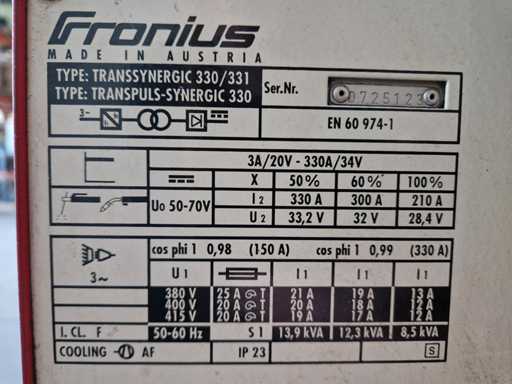 Fronius
MADE IN AUSTRIA
TYPE: TRANSSYNERGIC 330/331
TYPE: TRANSPULS-SYNERGIC 330
Ser.Nr. 0725123
3~
EN 60 974-1
3A/20V - 330A/34V
X 50% 60% 100%
U0 50-70V
I2 330 A 300 A 210 A
U2 33,2 V 32 V 28,4 V
cos phi 1 0,98 (150 A) cos phi 1 0,99 (330 A)
3~ U1 I1 I1 I1
380 V 25 A T 21 A 19 A 13 A
400 V 20 A T 20 A 18 A 12 A
415 V 20 A T 19 A 17 A 12 A
I. CL. F 50-60 Hz S1 13,9 kVA 12,3 kVA 8,5 kVA
COOLING AF IP 23 S